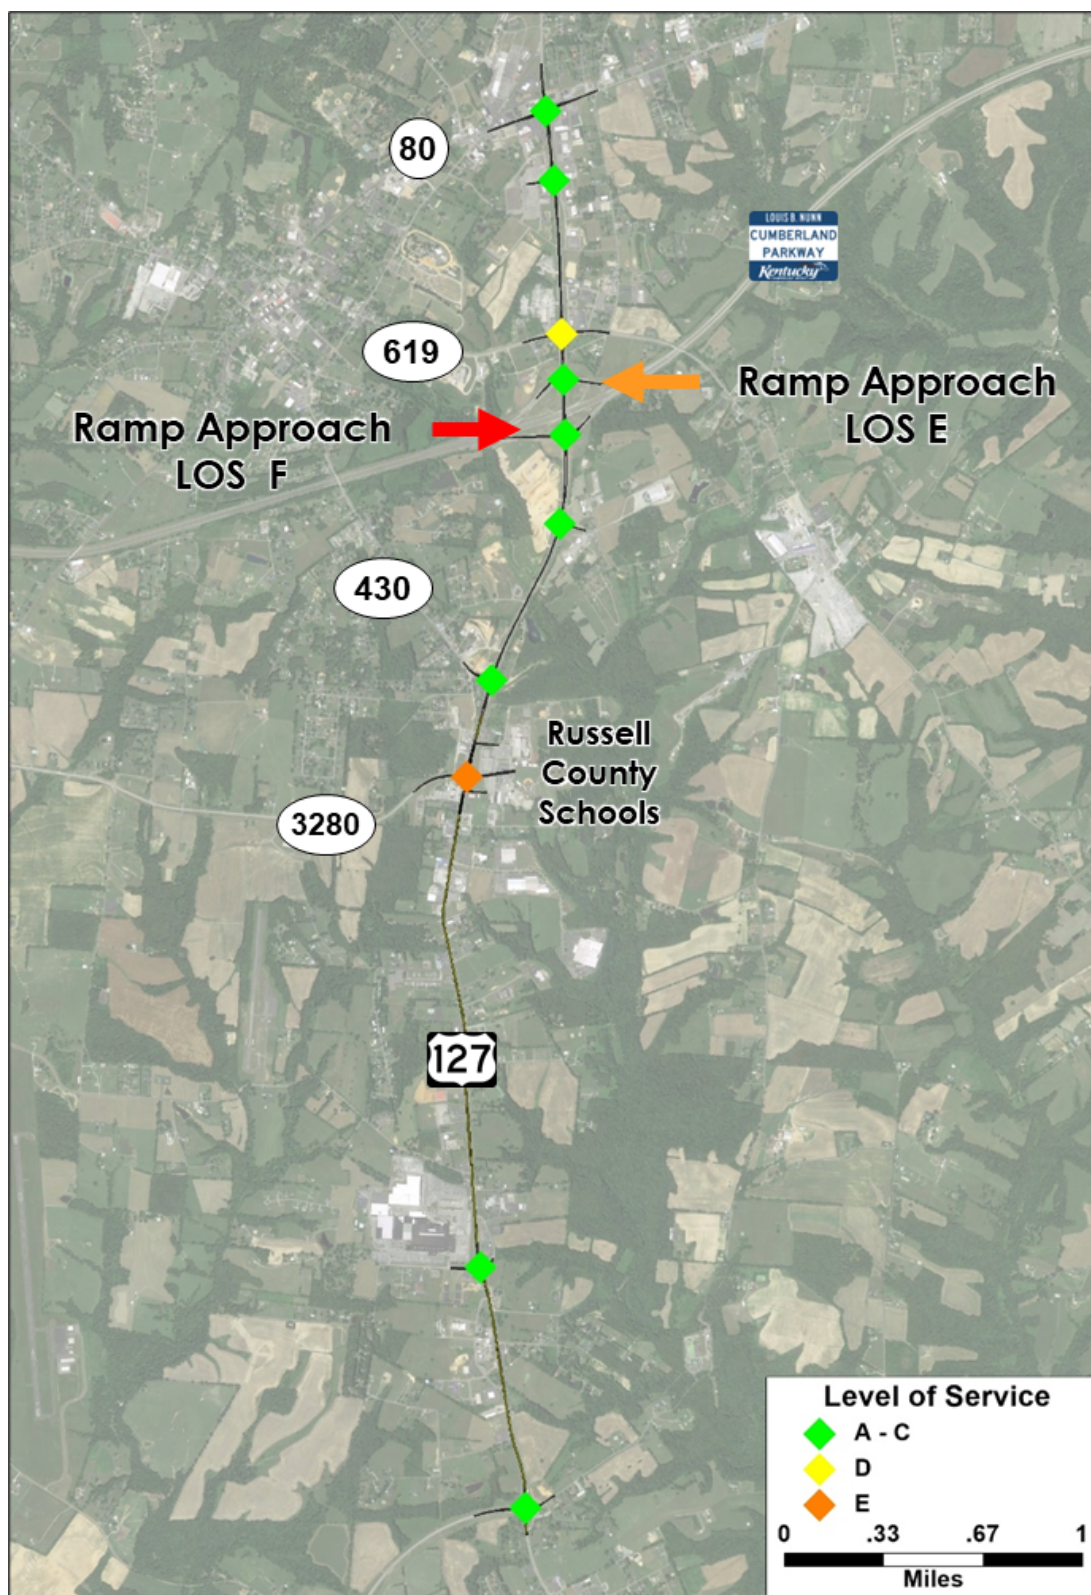 80
LOUIS B. NUNN
CUMBERLAND
PARKWAY
Kentucky
619
Ramp Approach
LOS E
Ramp Approach
LOS F
430
Russell
County
Schools
3280
127
Level of Service
A - C
D
E
0 .33 .67 1
Miles